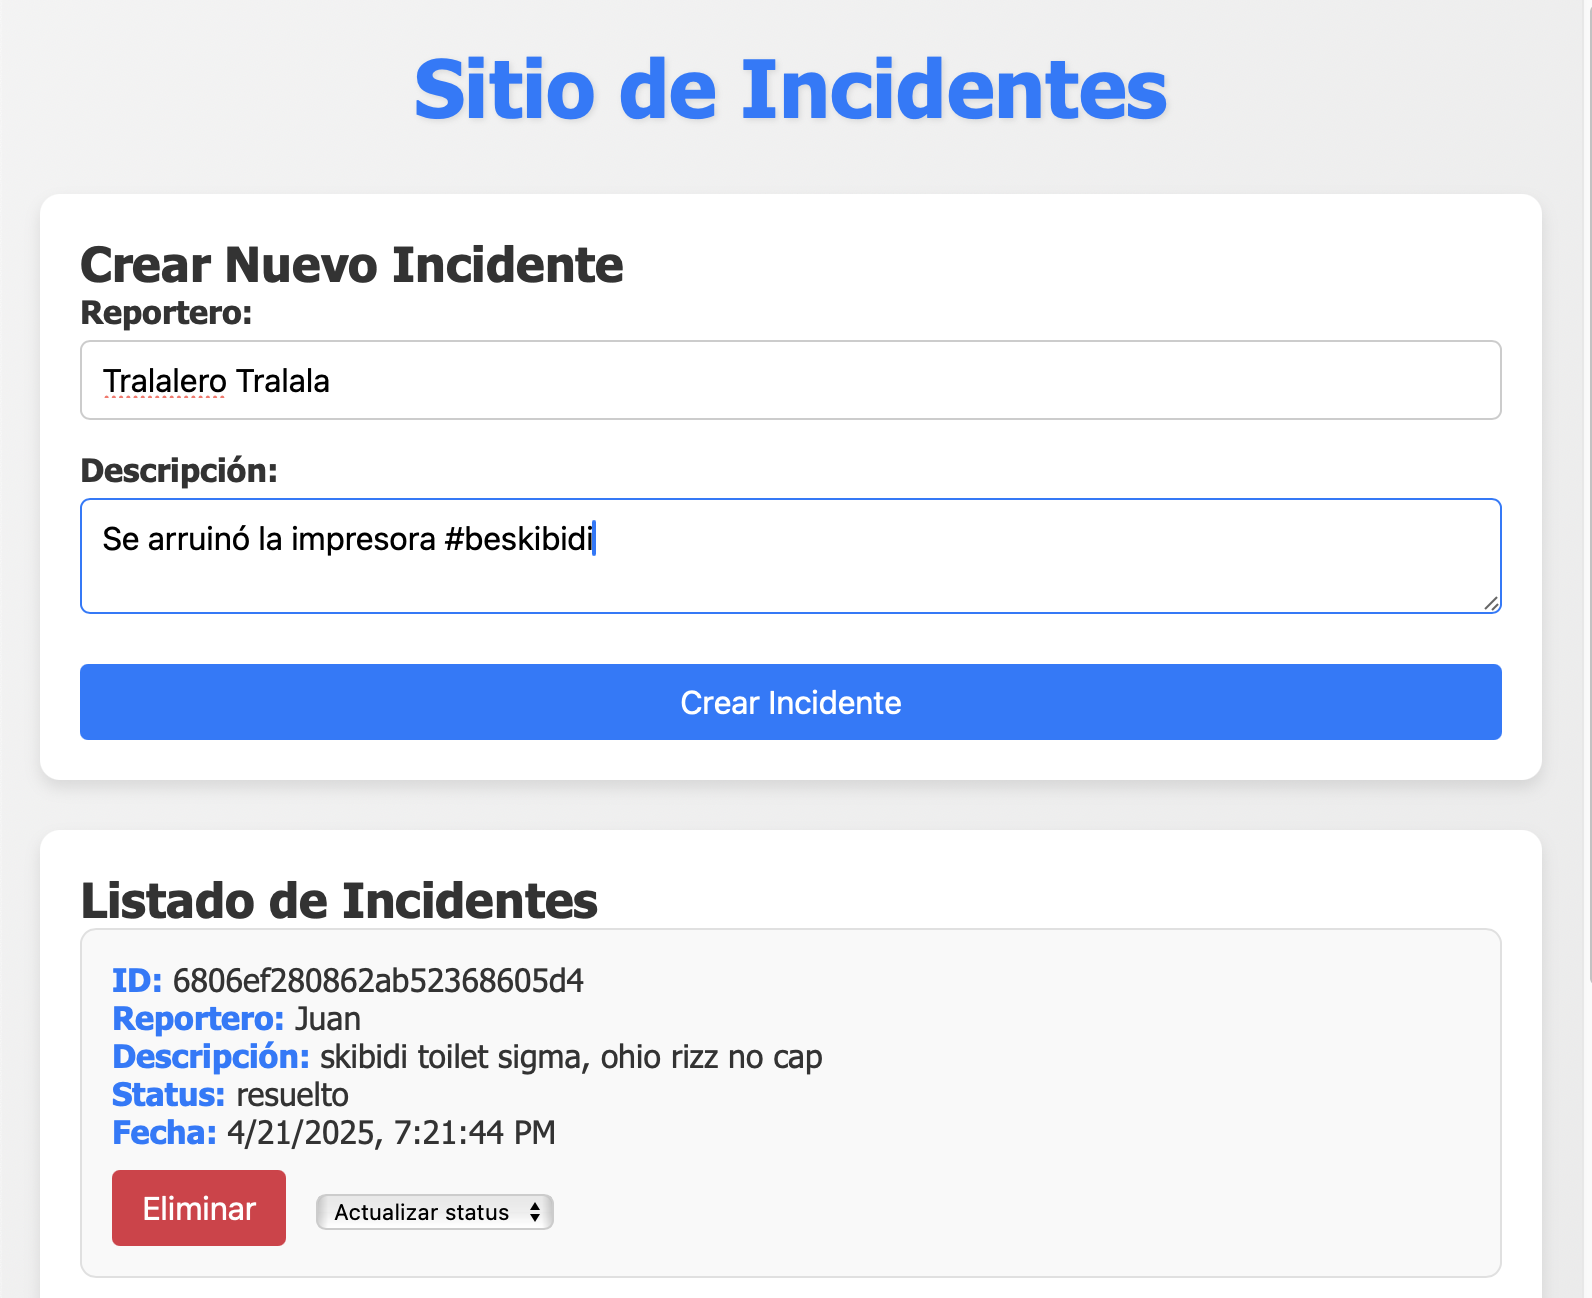 Sitio de Incidentes
Crear Nuevo Incidente
Reportero:
Tralalero Tralala
Descripción:
Se arruinó la impresora #beskibidi
Crear Incidente
Listado de Incidentes
ID: 6806ef280862ab52368605d4
Reportero: Juan
Descripción: skibidi toilet sigma, ohio rizz no cap
Status: resuelto
Fecha: 4/21/2025, 7:21:44 PM
Eliminar
Actualizar status